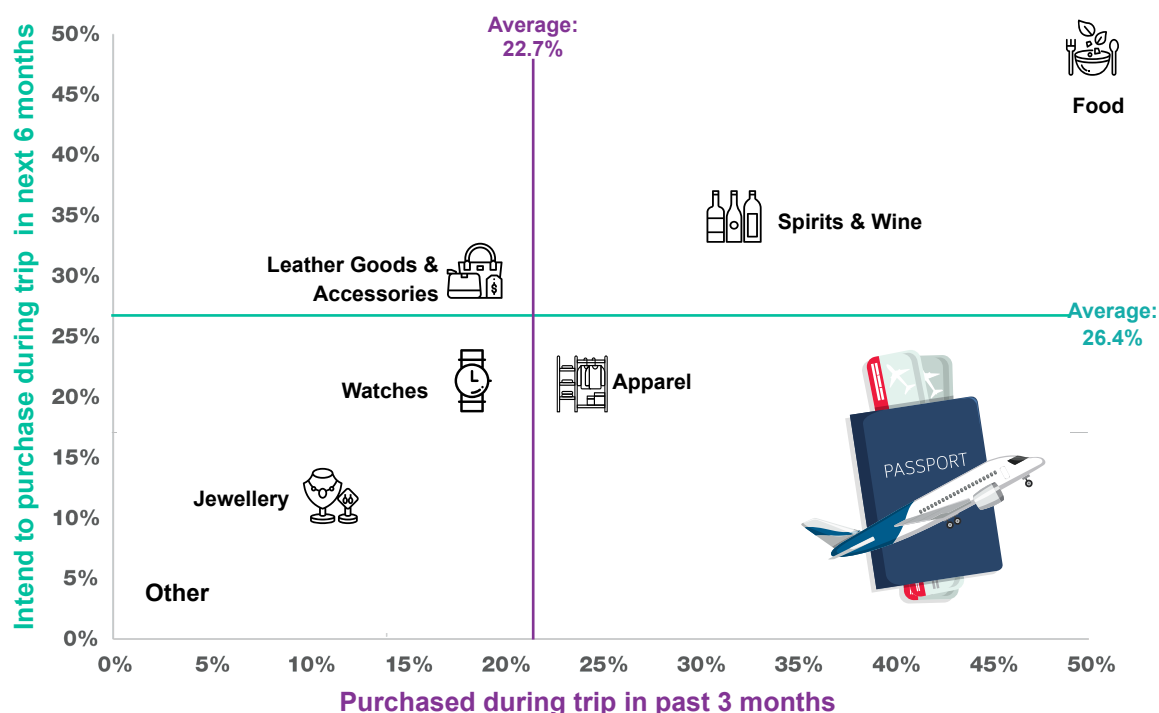 Average:
22.7%
Food
Spirits & Wine
Leather Goods &
Accessories
Average:
26.4%
Watches
Apparel
PASSPORT
Jewellery
Other
Intend to purchase during trip in next 6 months
50%
45%
40%
35%
30%
25%
20%
15%
10%
5%
0%
0% 5% 10% 15% 20% 25% 30% 35% 40% 45% 50%
Purchased during trip in past 3 months
$